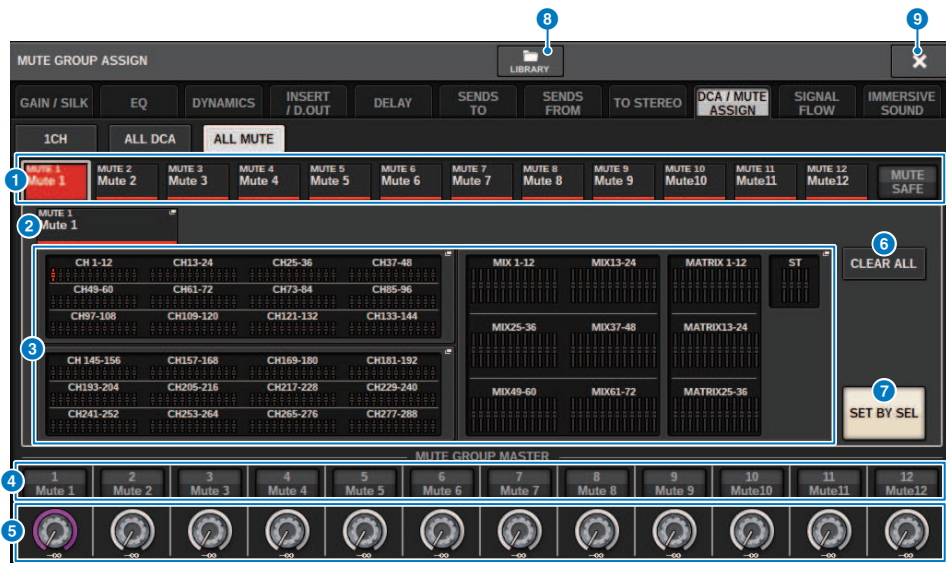 8
9
MUTE GROUP ASSIGN
LIBRARY
GAIN / SILK
EQ
DYNAMICS
INSERT / D.OUT
DELAY
SENDS TO
SENDS FROM
TO STEREO
DCA / MUTE ASSIGN
SIGNAL FLOW
IMMERSIVE SOUND
1CH
ALL DCA
ALL MUTE
1
MUTE 1
Mute 1
MUTE 2
Mute 2
MUTE 3
Mute 3
MUTE 4
Mute 4
MUTE 5
Mute 5
MUTE 6
Mute 6
MUTE 7
Mute 7
MUTE 8
Mute 8
MUTE 9
Mute 9
MUTE 10
Mute10
MUTE 11
Mute11
MUTE 12
Mute12
MUTE SAFE
2
MUTE 1
Mute 1
3
CH 1-12 CH13-24 CH25-36 CH37-48
CH49-60 CH61-72 CH73-84 CH85-96
CH97-108 CH109-120 CH121-132 CH133-144
CH 145-156 CH157-168 CH169-180 CH181-192
CH193-204 CH205-216 CH217-228 CH229-240
CH241-252 CH253-264 CH265-276 CH277-288
MIX 1-12 MIX13-24
MIX25-36 MIX37-48
MIX49-60 MIX61-72
MATRIX 1-12
MATRIX13-24
MATRIX25-36
ST
6
CLEAR ALL
7
SET BY SEL
MUTE GROUP MASTER
4
1 2 3 4 5 6 7 8 9 10 11 12
Mute 1 Mute 2 Mute 3 Mute 4 Mute 5 Mute 6 Mute 7 Mute 8 Mute 9 Mute10 Mute11 Mute12
5
-∞ -∞ -∞ -∞ -∞ -∞ -∞ -∞ -∞ -∞ -∞ -∞